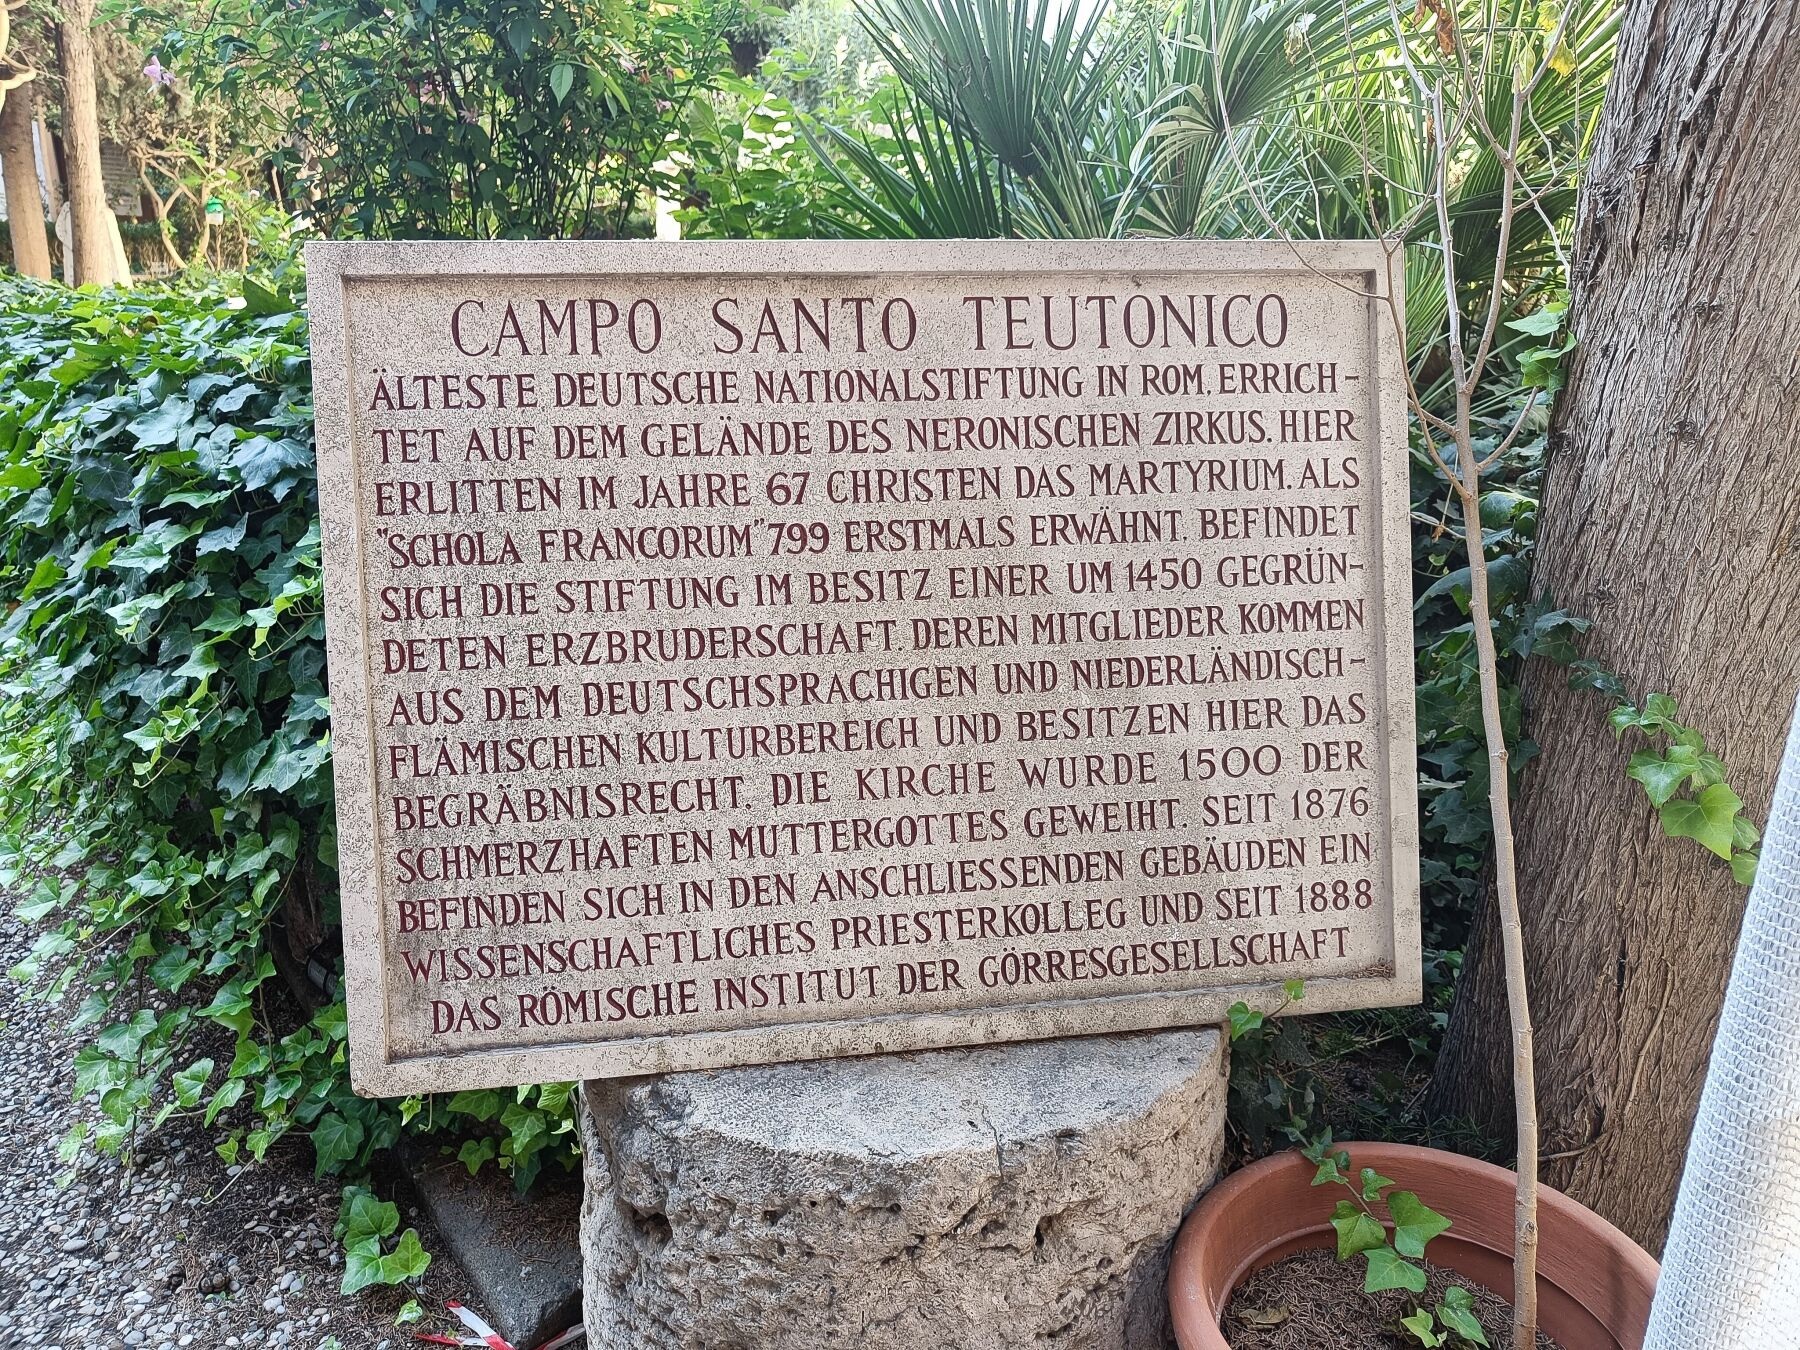 CAMPO SANTO TEUTONICO
ÄLTESTE DEUTSCHE NATIONALSTIFTUNG IN ROM, ERRICH-
TET AUF DEM GELÄNDE DES NERONISCHEN ZIRKUS. HIER
ERLITTEN IM JAHRE 67 CHRISTEN DAS MARTYRIUM. ALS
"SCHOLA FRANCORUM" 799 ERSTMALS ERWÄHNT, BEFINDET
SICH DIE STIFTUNG IM BESITZ EINER UM 1450 GEGRÜN-
DETEN ERZBRUDERSCHAFT. DEREN MITGLIEDER KOMMEN
AUS DEM DEUTSCHSPRACHIGEN UND NIEDERLÄNDISCH-
FLÄMISCHEN KULTURBEREICH UND BESITZEN HIER DAS
BEGRÄBNISRECHT. DIE KIRCHE WURDE 1500 DER
SCHMERZHAFTEN MUTTERGOTTES GEWEIHT. SEIT 1876
BEFINDEN SICH IN DEN ANSCHLIESSENDEN GEBÄUDEN EIN
WISSENSCHAFTLICHES PRIESTERKOLLEG UND SEIT 1888
DAS RÖMISCHE INSTITUT DER GÖRRESGESELLSCHAFT